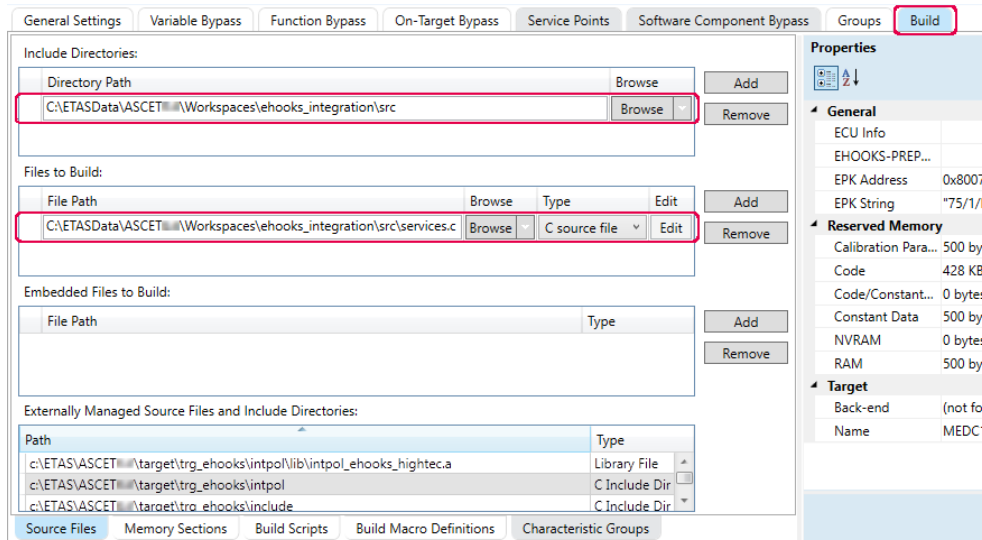 General Settings Variable Bypass Function Bypass On-Target Bypass Service Points Software Component Bypass Groups Build
Include Directories:
Directory Path Browse
C:\ETASData\ASCET \Workspaces\ehooks_integration\src Browse
Add
Remove
Files to Build:
File Path Browse Type Edit
C:\ETASData\ASCET \Workspaces\ehooks_integration\src\services.c Browse C source file Edit
Add
Remove
Embedded Files to Build:
File Path Type
Add
Remove
Externally Managed Source Files and Include Directories:
Path Type
c:\ETAS\ASCET \target\trg_ehooks\intpol\lib\intpol_ehooks_hightec.a Library File
c:\ETAS\ASCET \target\trg_ehooks\intpol C Include Dir
c:\ETAS\ASCET \target\trg_ehooks\include C Include Dir
Source Files Memory Sections Build Scripts Build Macro Definitions Characteristic Groups
Properties
General
ECU Info
EHOOKS-PREP...
EPK Address 0x8007
EPK String "75/1/
Reserved Memory
Calibration Para... 500 by
Code 428 KB
Code/Constant... 0 bytes
Constant Data 500 by
NVRAM 0 bytes
RAM 500 by
Target
Back-end (not fo
Name MEDC